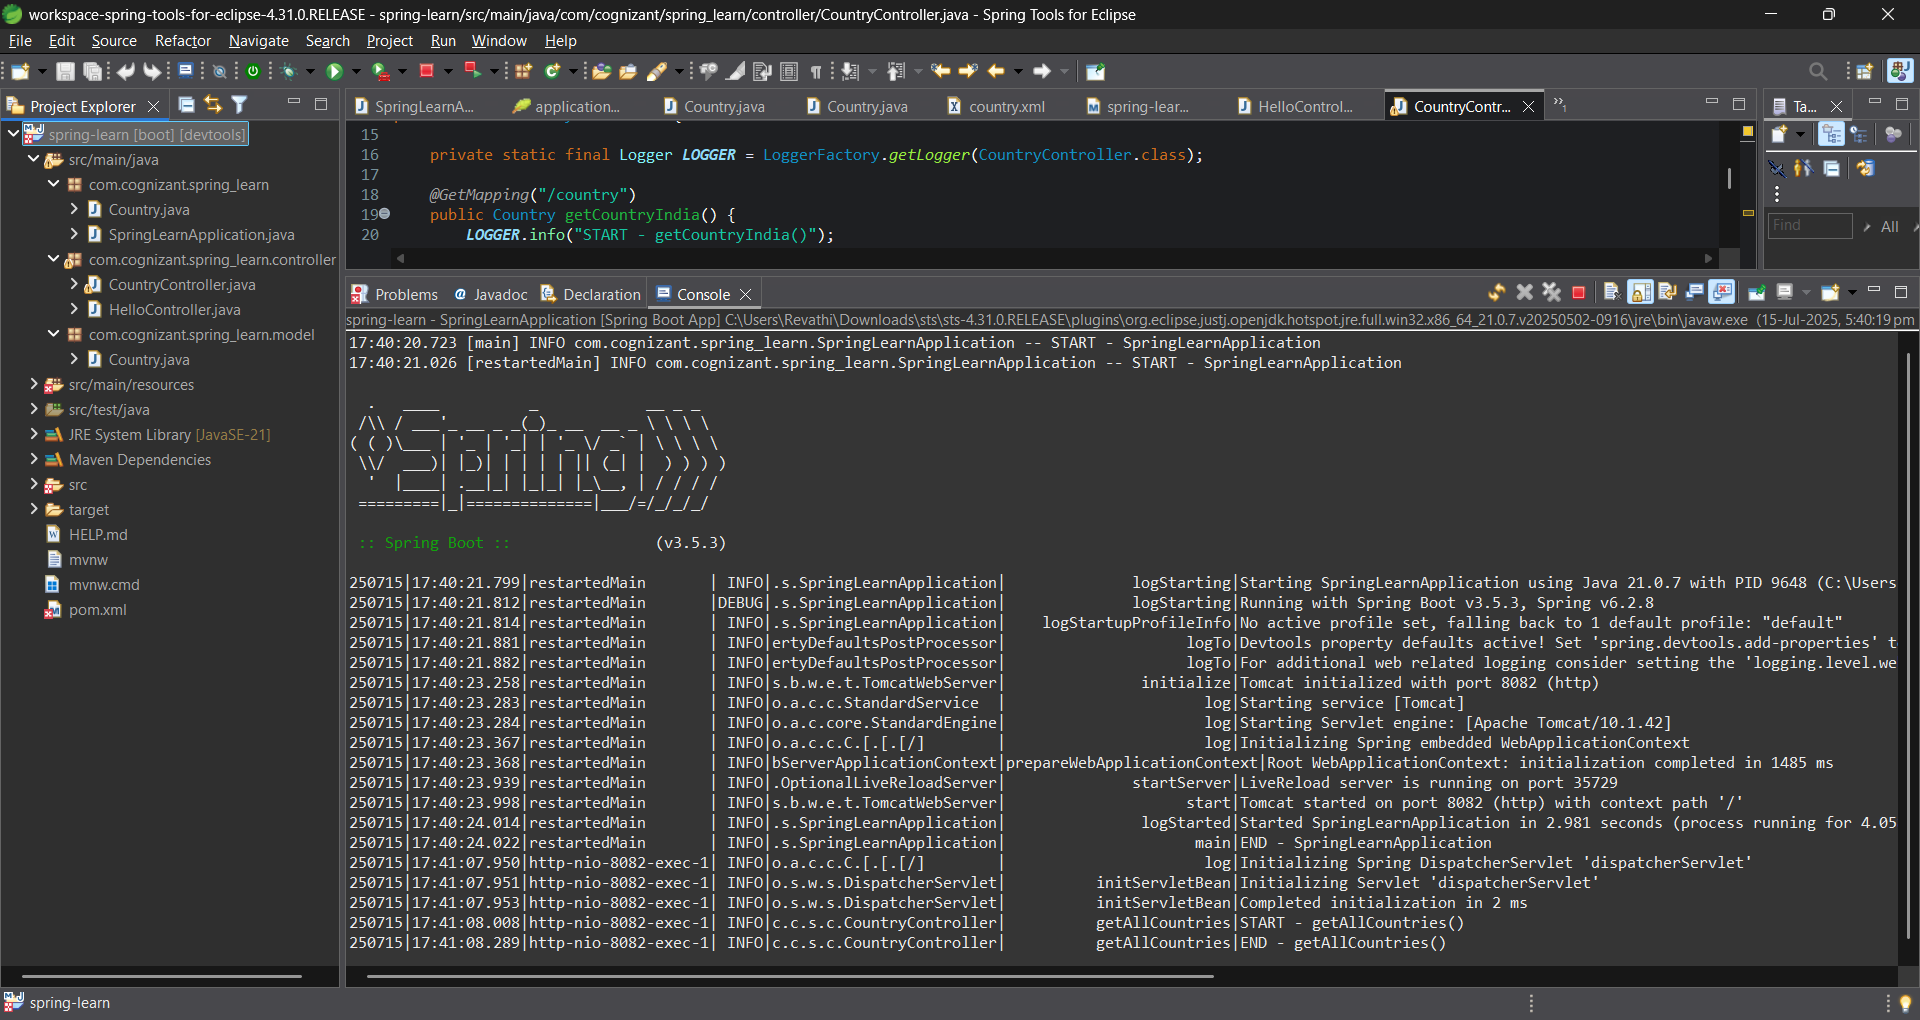 workspace-spring-tools-for-eclipse-4.31.0.RELEASE - spring-learn/src/main/java/com/cognizant/spring_learn/controller/CountryController.java - Spring Tools for Eclipse
File Edit Source Refactor Navigate Search Project Run Window Help
Project Explorer
spring-learn [boot] [devtools]
src/main/java
com.cognizant.spring_learn
Country.java
SpringLearnApplication.java
com.cognizant.spring_learn.controller
CountryController.java
HelloController.java
com.cognizant.spring_learn.model
Country.java
src/main/resources
src/test/java
JRE System Library [JavaSE-21]
Maven Dependencies
src
target
HELP.md
mvnw
mvnw.cmd
pom.xml
SpringLearnA... application... Country.java Country.java country.xml spring-lear... HelloControl... CountryContr... »1
15
16 private static final Logger LOGGER = LoggerFactory.getLogger(CountryController.class);
17
18 @GetMapping("/country")
19 public Country getCountryIndia() {
20 LOGGER.info("START - getCountryIndia()");
Ta...
Find All
Problems @ Javadoc Declaration Console
spring-learn - SpringLearnApplication [Spring Boot App] C:\Users\Revathi\Downloads\sts\sts-4.31.0.RELEASE\plugins\org.eclipse.justj.openjdk.hotspot.jre.full.win32.x86_64_21.0.7.v20250502-0916\jre\bin\javaw.exe (15-Jul-2025, 5:40:19 pm
17:40:20.723 [main] INFO com.cognizant.spring_learn.SpringLearnApplication -- START - SpringLearnApplication
17:40:21.026 [restartedMain] INFO com.cognizant.spring_learn.SpringLearnApplication -- START - SpringLearnApplication
  .   ____          _            __ _ _
 /\\ / ___'_ __ _ _(_)_ __  __ _ \ \ \ \
( ( )\___ | '_ | '_| | '_ \/ _` | \ \ \ \
 \\/  ___)| |_)| | | | | || (_| |  ) ) ) )
  '  |____| .__|_| |_|_| |_\__, | / / / /
 =========|_|==============|___/=/_/_/_/
:: Spring Boot :: (v3.5.3)
250715|17:40:21.799|restartedMain | INFO|.s.SpringLearnApplication| logStarting|Starting SpringLearnApplication using Java 21.0.7 with PID 9648 (C:\Users
250715|17:40:21.812|restartedMain |DEBUG|.s.SpringLearnApplication| logStarting|Running with Spring Boot v3.5.3, Spring v6.2.8
250715|17:40:21.814|restartedMain | INFO|.s.SpringLearnApplication| logStartupProfileInfo|No active profile set, falling back to 1 default profile: "default"
250715|17:40:21.881|restartedMain | INFO|ertyDefaultsPostProcessor| logTo|Devtools property defaults active! Set 'spring.devtools.add-properties' t
250715|17:40:21.882|restartedMain | INFO|ertyDefaultsPostProcessor| logTo|For additional web related logging consider setting the 'logging.level.we
250715|17:40:23.258|restartedMain | INFO|s.b.w.e.t.TomcatWebServer| initialize|Tomcat initialized with port 8082 (http)
250715|17:40:23.283|restartedMain | INFO|o.a.c.c.StandardService | log|Starting service [Tomcat]
250715|17:40:23.284|restartedMain | INFO|o.a.c.core.StandardEngine| log|Starting Servlet engine: [Apache Tomcat/10.1.42]
250715|17:40:23.367|restartedMain | INFO|o.a.c.c.C.[.[.[/] | log|Initializing Spring embedded WebApplicationContext
250715|17:40:23.368|restartedMain | INFO|bServerApplicationContext|prepareWebApplicationContext|Root WebApplicationContext: initialization completed in 1485 ms
250715|17:40:23.939|restartedMain | INFO|.OptionalLiveReloadServer| startServer|LiveReload server is running on port 35729
250715|17:40:23.998|restartedMain | INFO|s.b.w.e.t.TomcatWebServer| start|Tomcat started on port 8082 (http) with context path '/'
250715|17:40:24.014|restartedMain | INFO|.s.SpringLearnApplication| logStarted|Started SpringLearnApplication in 2.981 seconds (process running for 4.05
250715|17:40:24.022|restartedMain | INFO|.s.SpringLearnApplication| main|END - SpringLearnApplication
250715|17:41:07.950|http-nio-8082-exec-1| INFO|o.a.c.c.C.[.[.[/] | log|Initializing Spring DispatcherServlet 'dispatcherServlet'
250715|17:41:07.951|http-nio-8082-exec-1| INFO|o.s.w.s.DispatcherServlet| initServletBean|Initializing Servlet 'dispatcherServlet'
250715|17:41:07.953|http-nio-8082-exec-1| INFO|o.s.w.s.DispatcherServlet| initServletBean|Completed initialization in 2 ms
250715|17:41:08.008|http-nio-8082-exec-1| INFO|c.c.s.c.CountryController| getAllCountries|START - getAllCountries()
250715|17:41:08.289|http-nio-8082-exec-1| INFO|c.c.s.c.CountryController| getAllCountries|END - getAllCountries()
spring-learn